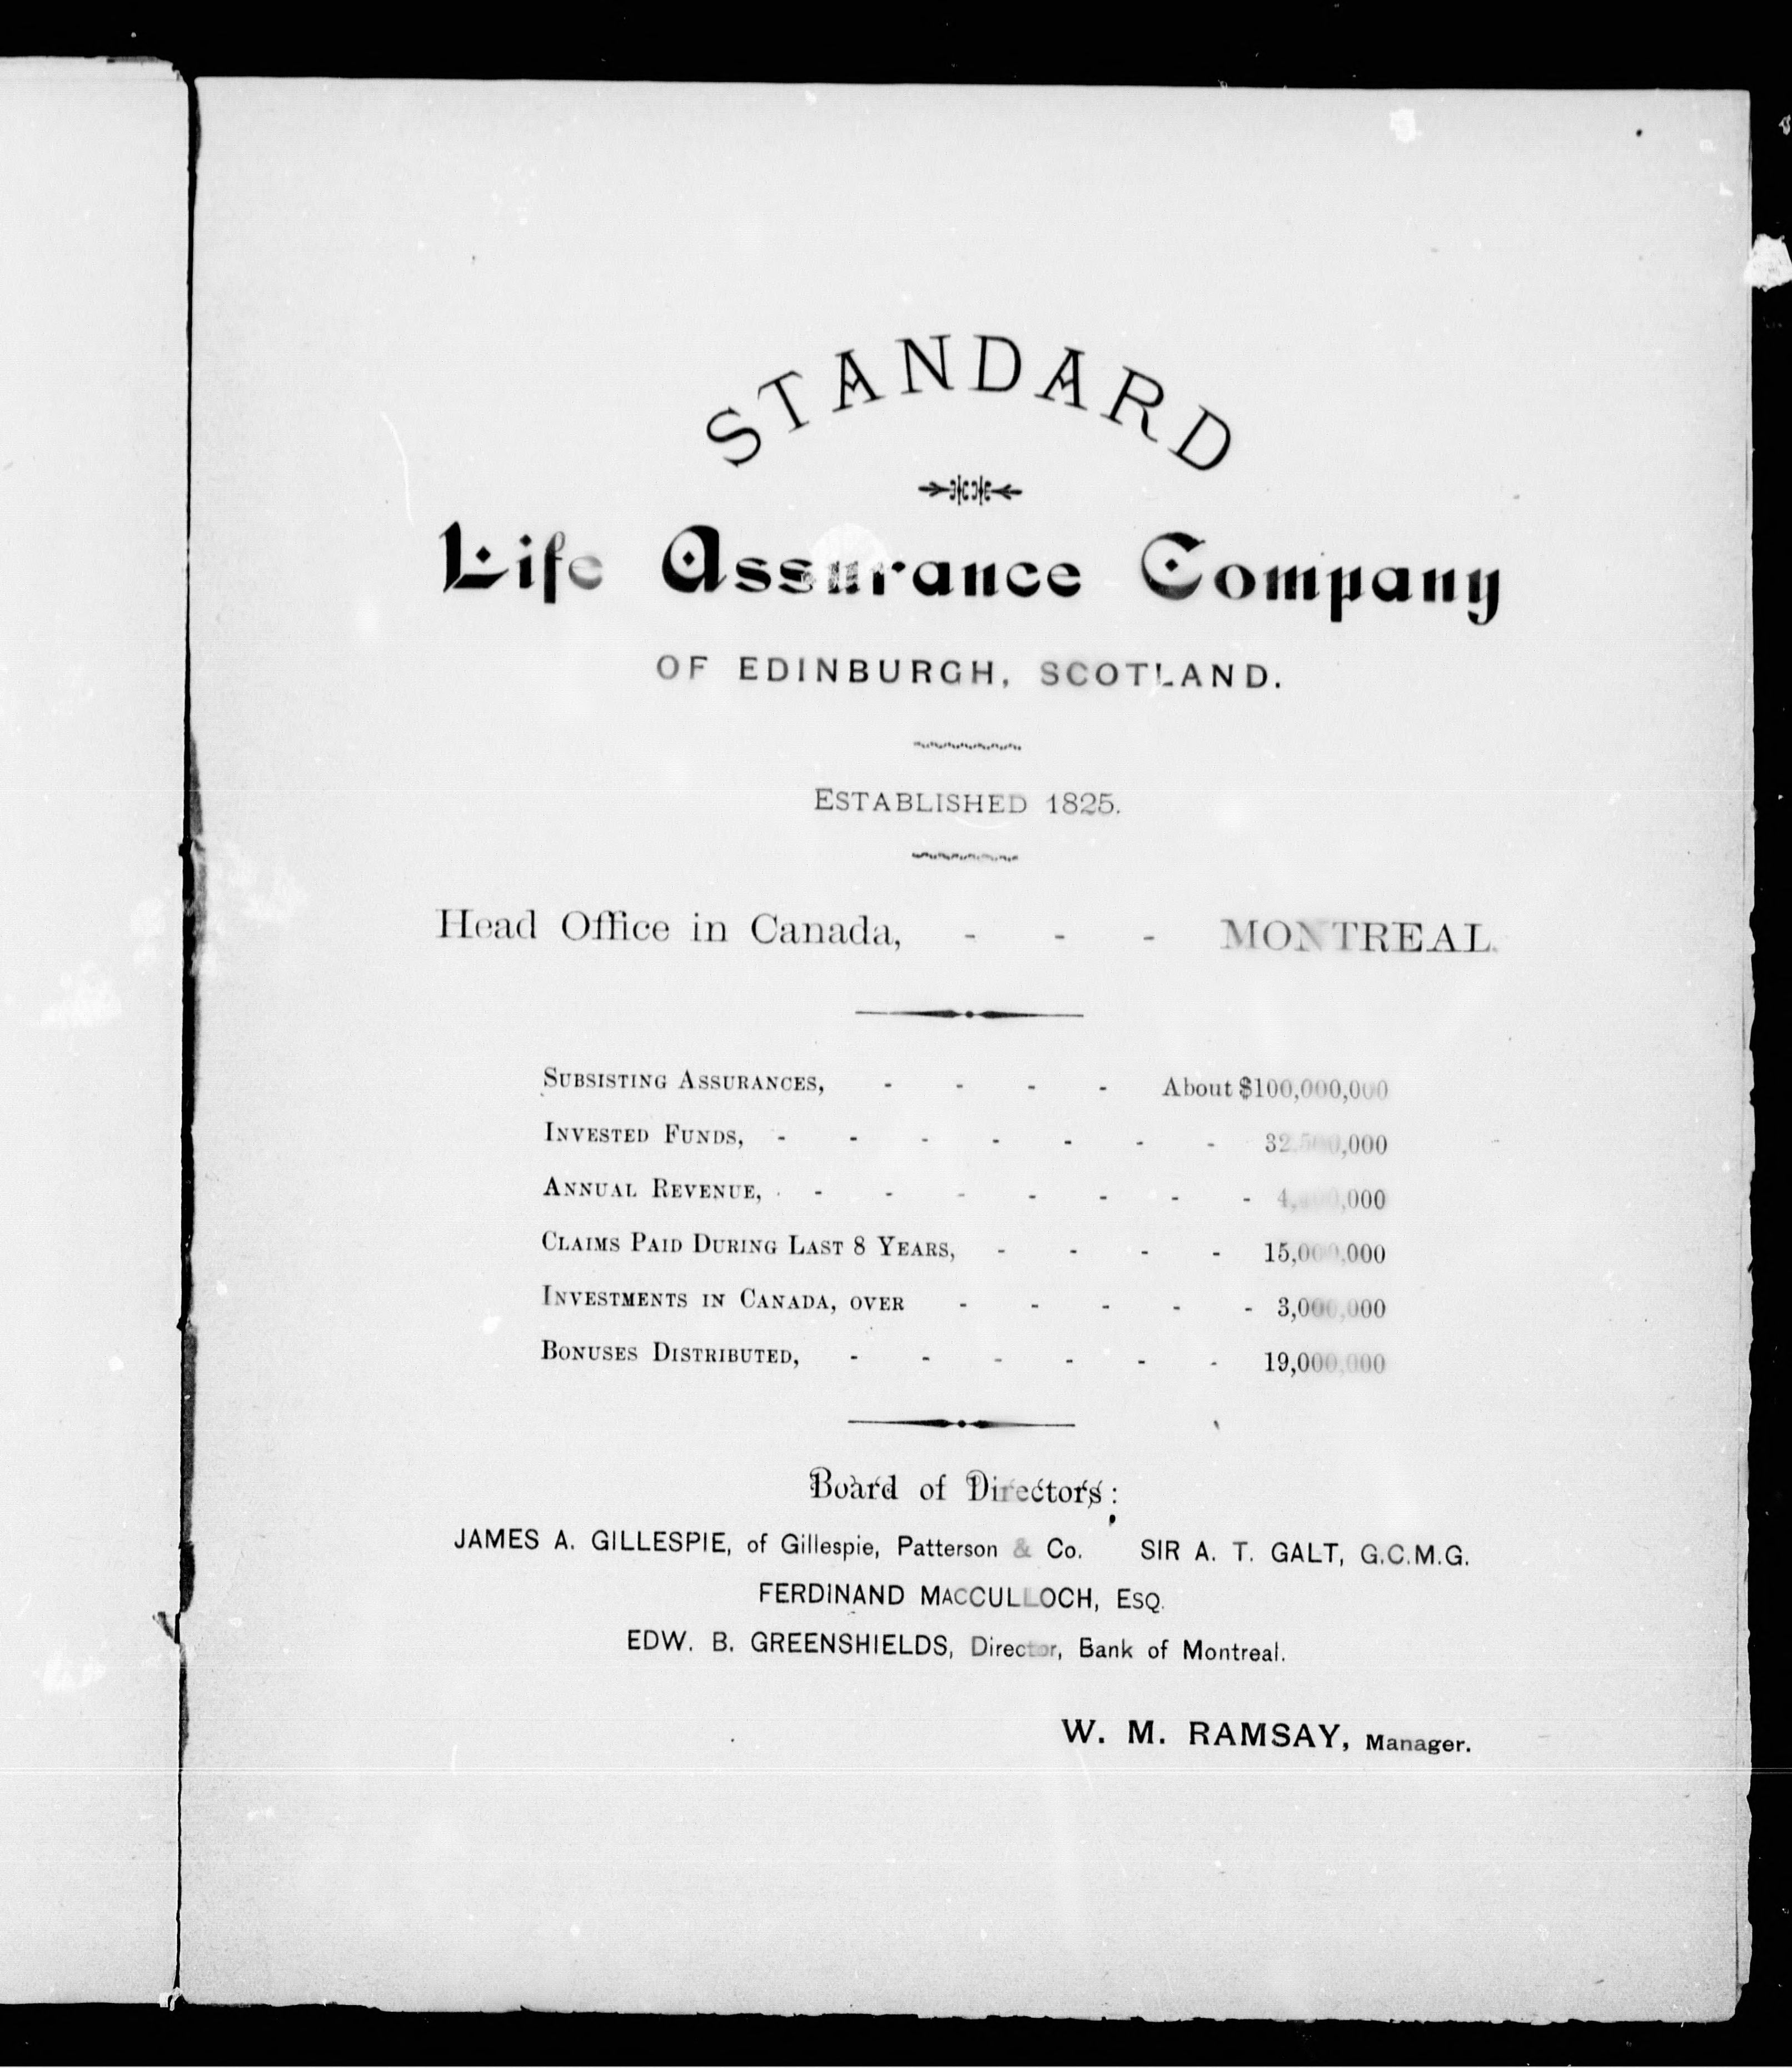 STANDARD
Life Assurance Company
OF EDINBURGH, SCOTLAND.
ESTABLISHED 1825.
Head Office in Canada, - - - MONTREAL.
SUBSISTING ASSURANCES, - - - - About $100,000,000
INVESTED FUNDS, - - - - - - - 32,500,000
ANNUAL REVENUE, - - - - - - -
CLAIMS PAID DURING LAST 8 YEARS, - - - - 15,000,000
INVESTMENTS IN CANADA, OVER - - - - - 3,000,000
BONUSES DISTRIBUTED, - - - - - - 19,000,000
Board of Directors:
JAMES A. GILLESPIE, of Gillespie, Patterson & Co. SIR A. T. GALT, G.C.M.G.
FERDINAND MACCULLOCH, ESQ.
EDW. B. GREENSHIELDS, Director, Bank of Montreal.
W. M. RAMSAY, Manager.